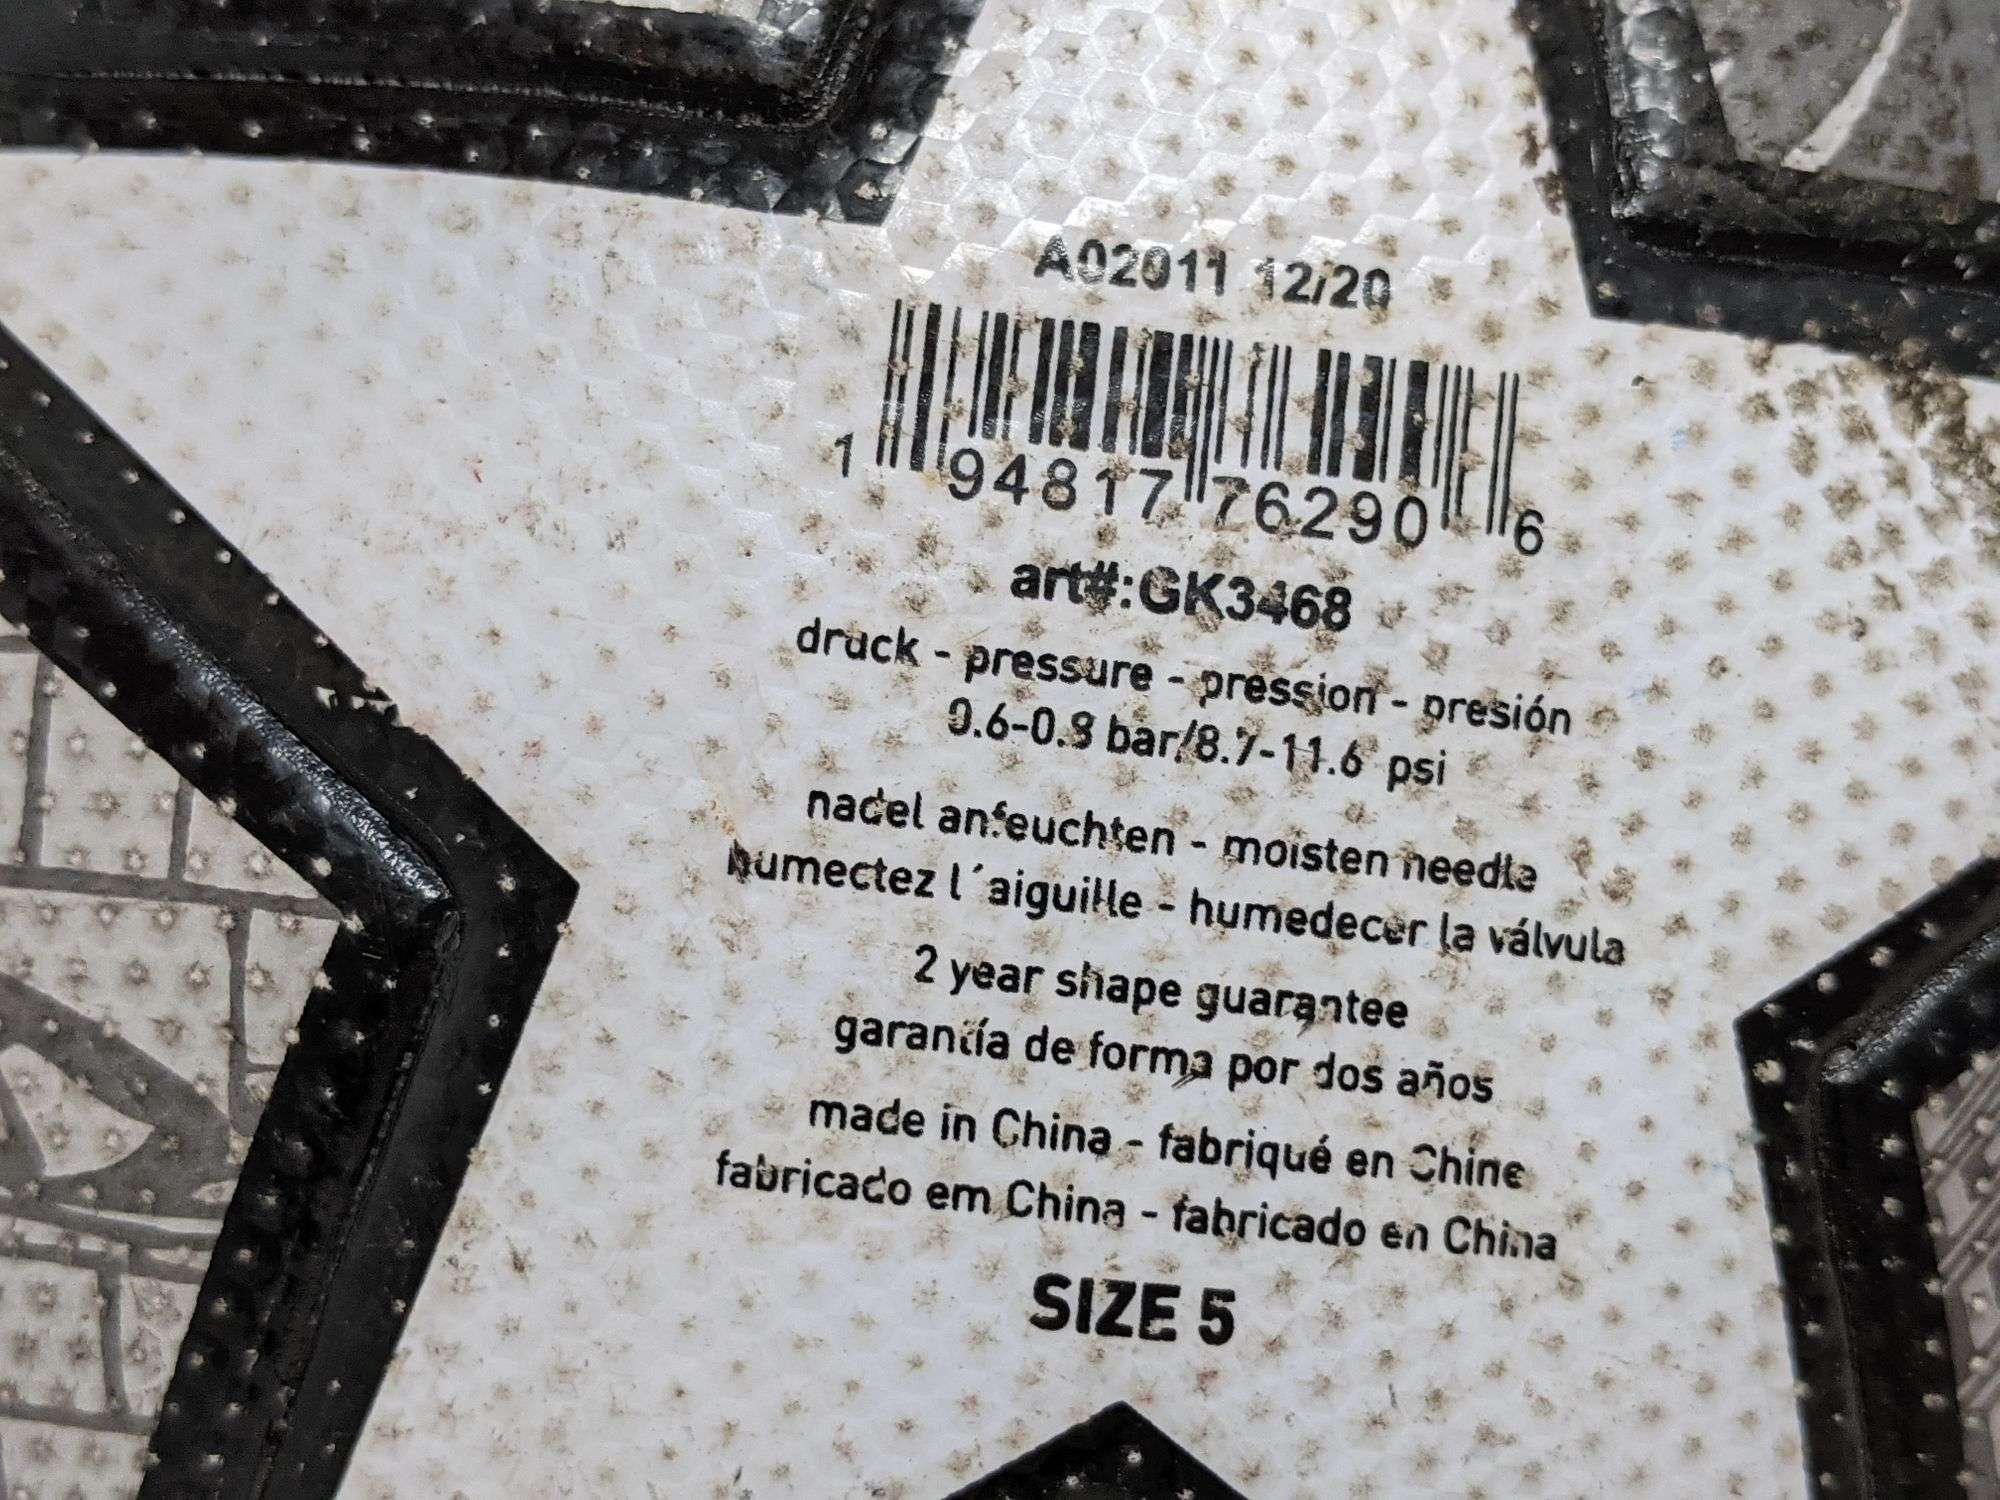 A02011 12/20
1 94817 76290 6
art#:GK3468
druck - pressure - pression - presión
0.6-0.8 bar/8.7-11.6 psi
nadel anfeuchten - moisten needle
humectez l´aiguille - humedecer la válvula
2 year shape guarantee
garantía de forma por dos años
made in China - fabriqué en Chine
fabricado em China - fabricado en China
SIZE 5